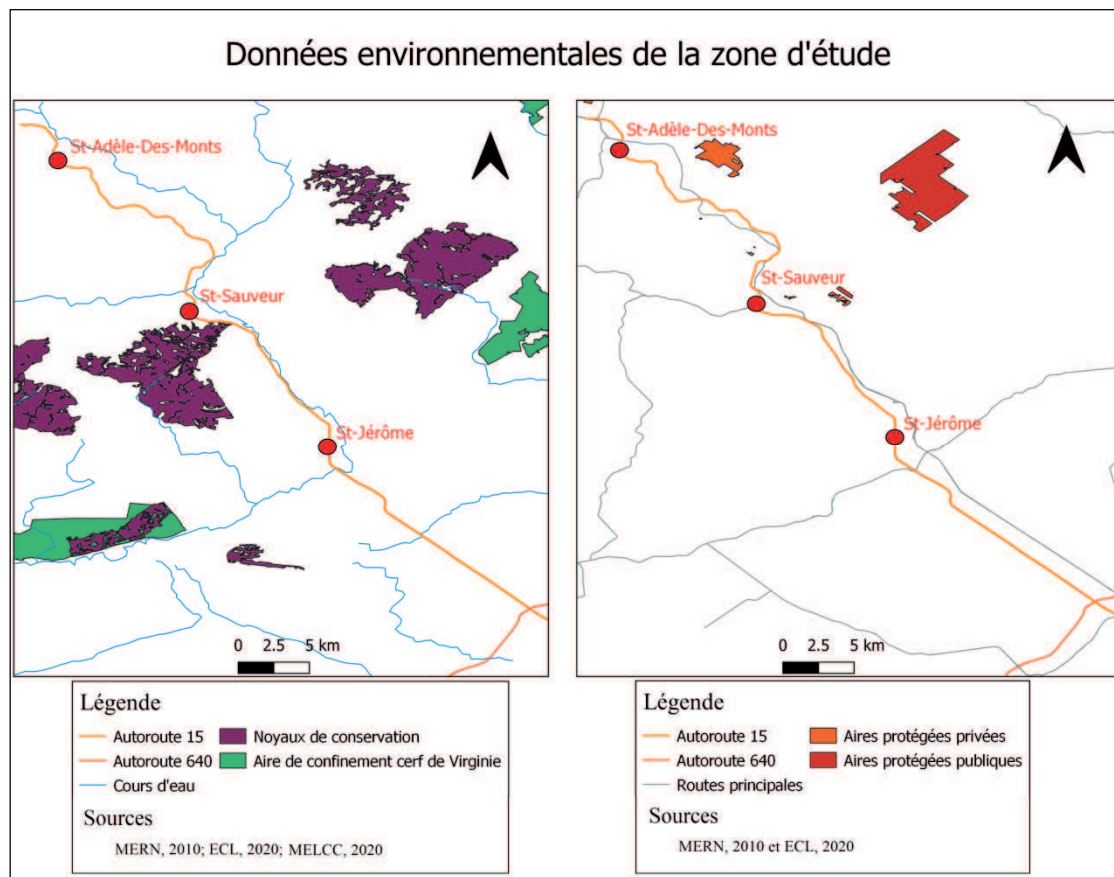 Données environnementales de la zone d'étude
St-Adèle-Des-Monts
St-Sauveur
St-Jérôme
0 2.5 5 km
Légende
Autoroute 15
Autoroute 640
Cours d'eau
Noyaux de conservation
Aire de confinement cerf de Virginie
Sources
MERN, 2010; ECL, 2020; MELCC, 2020
St-Adèle-Des-Monts
St-Sauveur
St-Jérôme
0 2.5 5 km
Légende
Autoroute 15
Autoroute 640
Routes principales
Aires protégées privées
Aires protégées publiques
Sources
MERN, 2010 et ECL, 2020